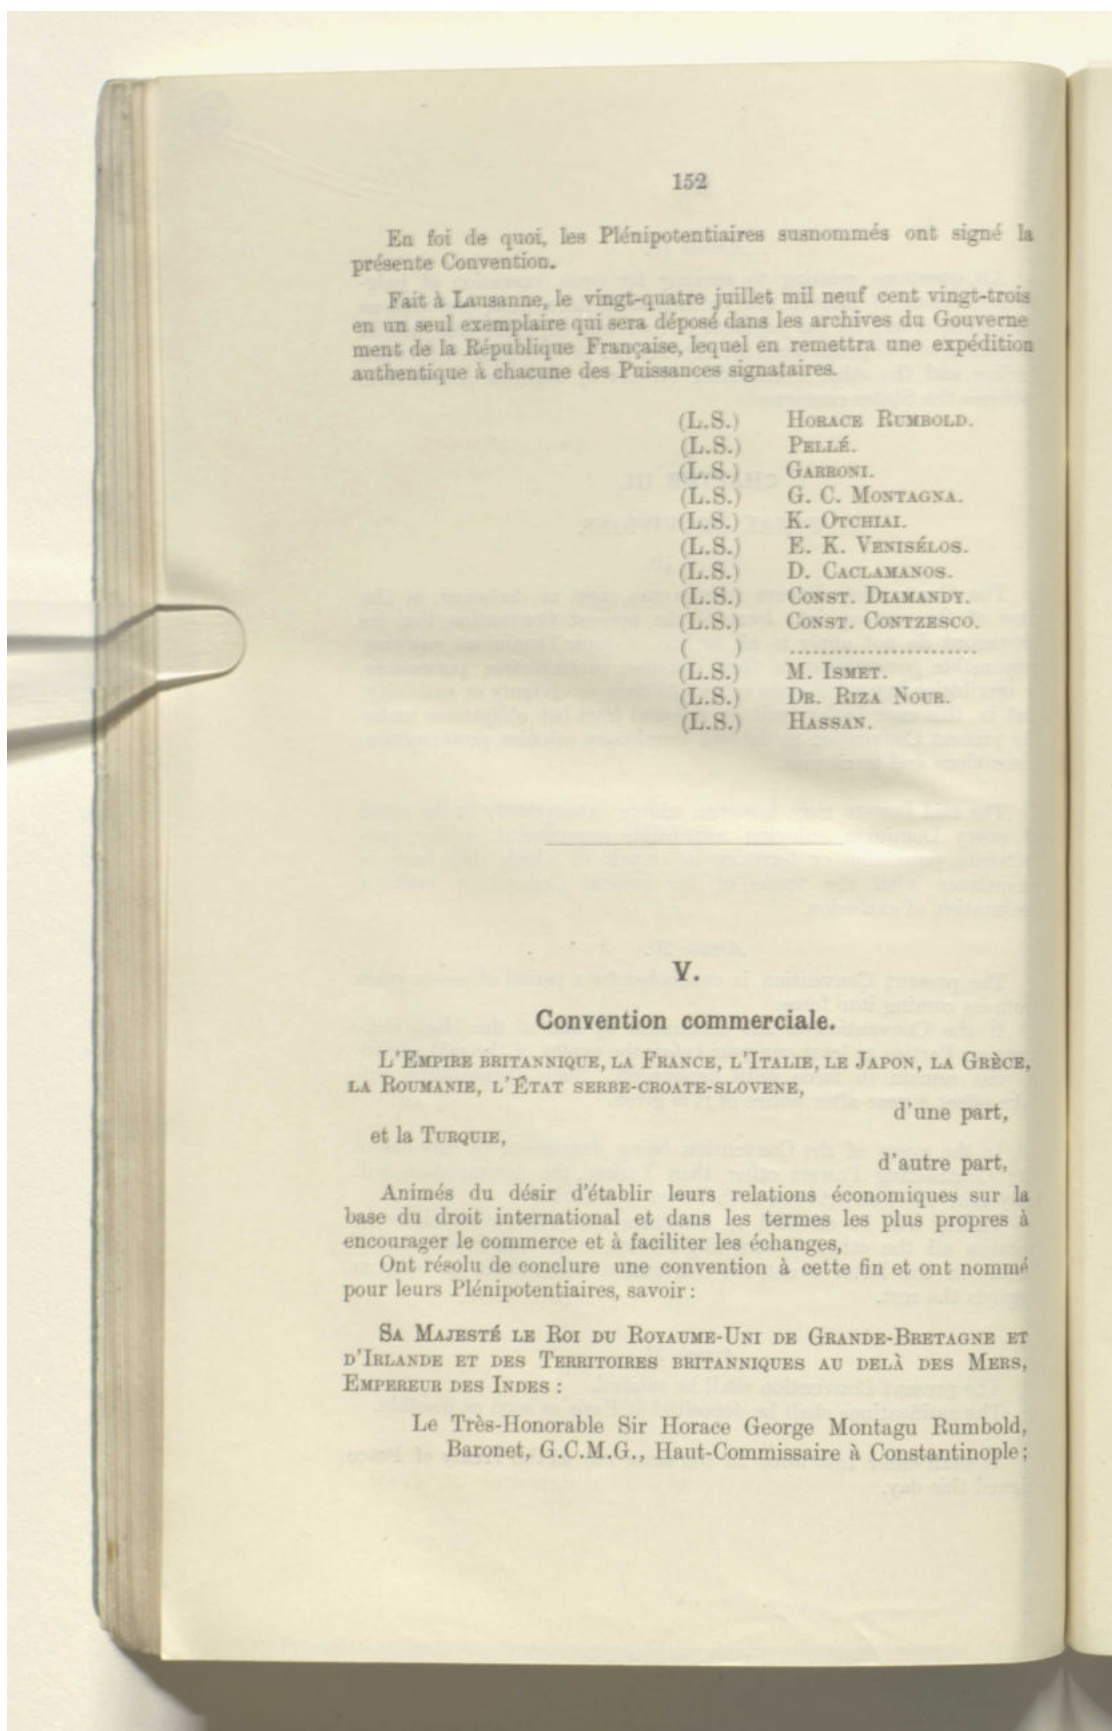 152
En foi de quoi, les Plénipotentiaires susnommés ont signé la
présente Convention.
Fait à Lausanne, le vingt-quatre juillet mil neuf cent vingt-trois
en un seul exemplaire qui sera déposé dans les archives du Gouverne
ment de la République Française, lequel en remettra une expédition
authentique à chacune des Puissances signataires.
(L.S.) HORACE RUMBOLD.
(L.S.) PELLÉ.
(L.S.) GARRONI.
(L.S.) G. C. MONTAGNA.
(L.S.) K. OTCHIAI.
(L.S.) E. K. VENISÉLOS.
(L.S.) D. CACLAMANOS.
(L.S.) CONST. DIAMANDY.
(L.S.) CONST. CONTZESCO.
( ) .......................
(L.S.) M. ISMET.
(L.S.) DR. RIZA NOUR.
(L.S.) HASSAN.
V.
Convention commerciale.
L'EMPIRE BRITANNIQUE, LA FRANCE, L'ITALIE, LE JAPON, LA GRÈCE,
LA ROUMANIE, L'ÉTAT SERBE-CROATE-SLOVENE,
d'une part,
et la TURQUIE,
d'autre part,
Animés du désir d'établir leurs relations économiques sur la
base du droit international et dans les termes les plus propres à
encourager le commerce et à faciliter les échanges,
Ont résolu de conclure une convention à cette fin et ont nommé
pour leurs Plénipotentiaires, savoir :
SA MAJESTÉ LE ROI DU ROYAUME-UNI DE GRANDE-BRETAGNE ET
D'IRLANDE ET DES TERRITOIRES BRITANNIQUES AU DELÀ DES MERS,
EMPEREUR DES INDES :
Le Très-Honorable Sir Horace George Montagu Rumbold,
Baronet, G.C.M.G., Haut-Commissaire à Constantinople ;